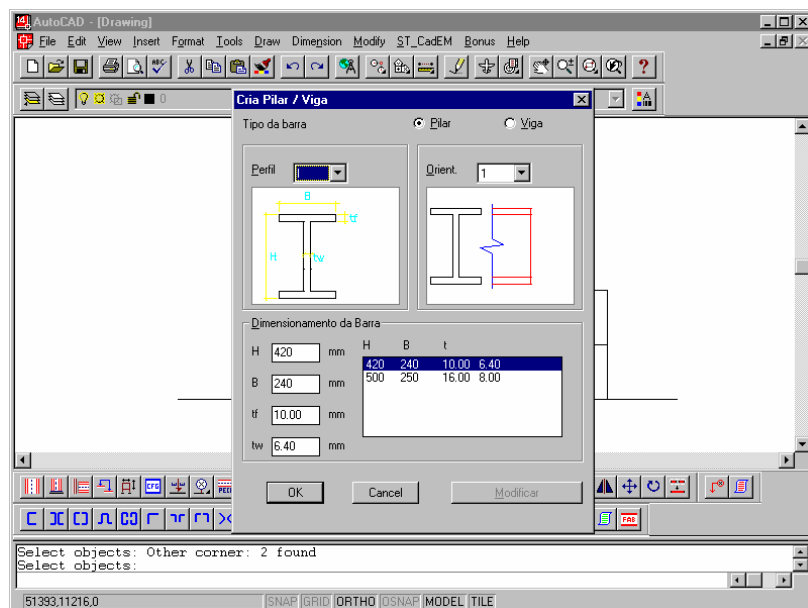 AutoCAD - [Drawing]
File Edit View Insert Format Tools Draw Dimension Modify ST_CadEM Bonus Help
0
Cria Pilar / Viga
Tipo da barra Pilar Viga
Perfil I
Orient. 1
B
tf
H
tw
Dimensionamento da Barra
H B t
H 420 mm
420 240 10.00 6.40
500 250 16.00 8.00
B 240 mm
tf 10.00 mm
tw 6.40 mm
CFG
OK Cancel Modificar
FAB
Select objects: Other corner: 2 found
Select objects:
51393,11216,0 SNAP GRID ORTHO OSNAP MODEL TILE